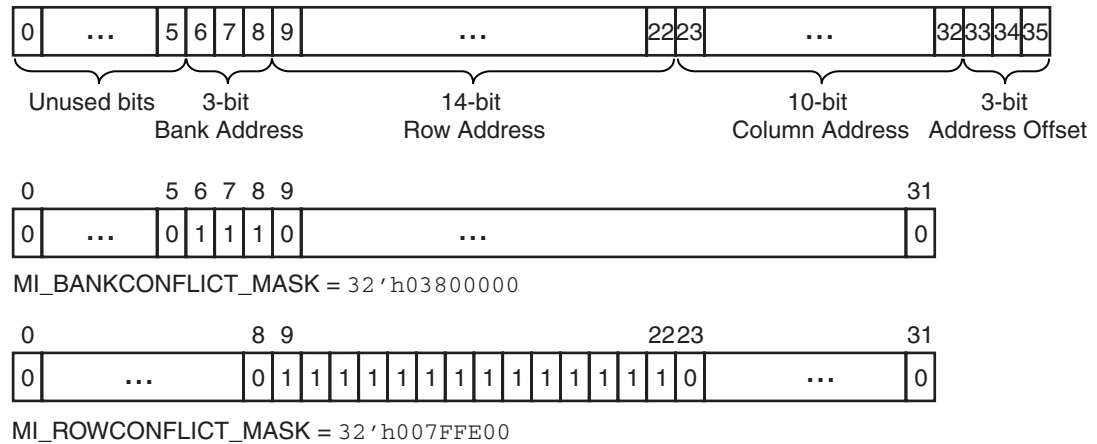 0 ... 5 6 7 8 9 ... 22 23 ... 32 33 34 35
Unused bits 3-bit Bank Address 14-bit Row Address 10-bit Column Address 3-bit Address Offset
0 5 6 7 8 9 31
0 ... 0 1 1 1 0 ... 0
MI_BANKCONFLICT_MASK = 32'h03800000
0 8 9 22 23 31
0 ... 0 1 1 1 1 1 1 1 1 1 1 1 1 1 1 0 ... 0
MI_ROWCONFLICT_MASK = 32'h007FFE00